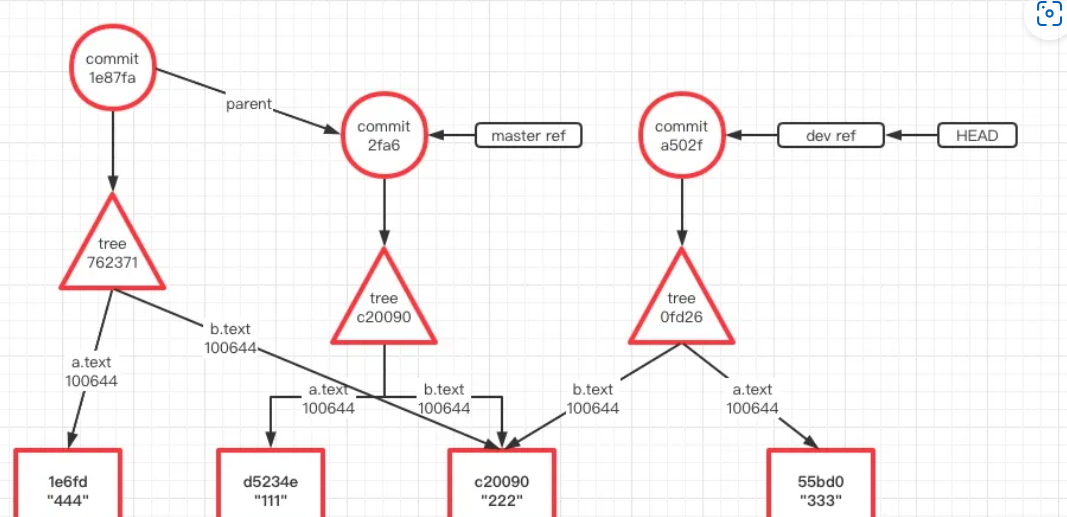 commit
1e87fa
parent
commit
2fa6
master ref
commit
a502f
dev ref
HEAD
tree
762371
tree
c20090
tree
0fd26
b.text
100644
a.text
100644
a.text
100644
b.text
100644
b.text
100644
a.text
100644
1e6fd
"444"
d5234e
"111"
c20090
"222"
55bd0
"333"